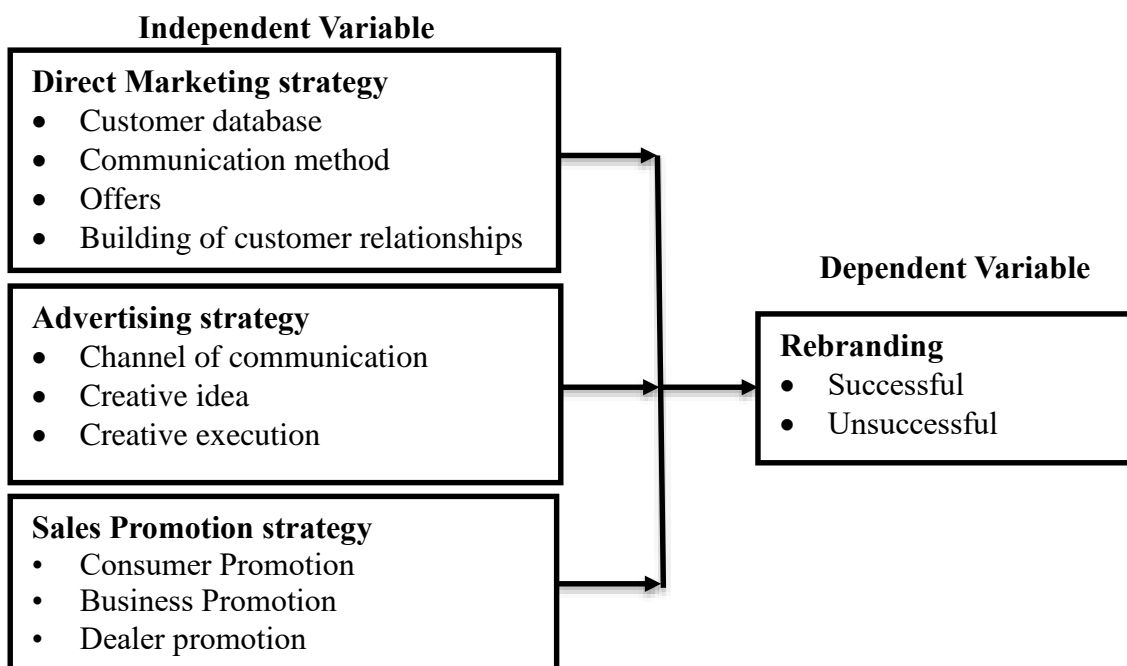 Independent Variable
Direct Marketing strategy
• Customer database
• Communication method
• Offers
• Building of customer relationships
Advertising strategy
• Channel of communication
• Creative idea
• Creative execution
Sales Promotion strategy
• Consumer Promotion
• Business Promotion
• Dealer promotion
Dependent Variable
Rebranding
• Successful
• Unsuccessful